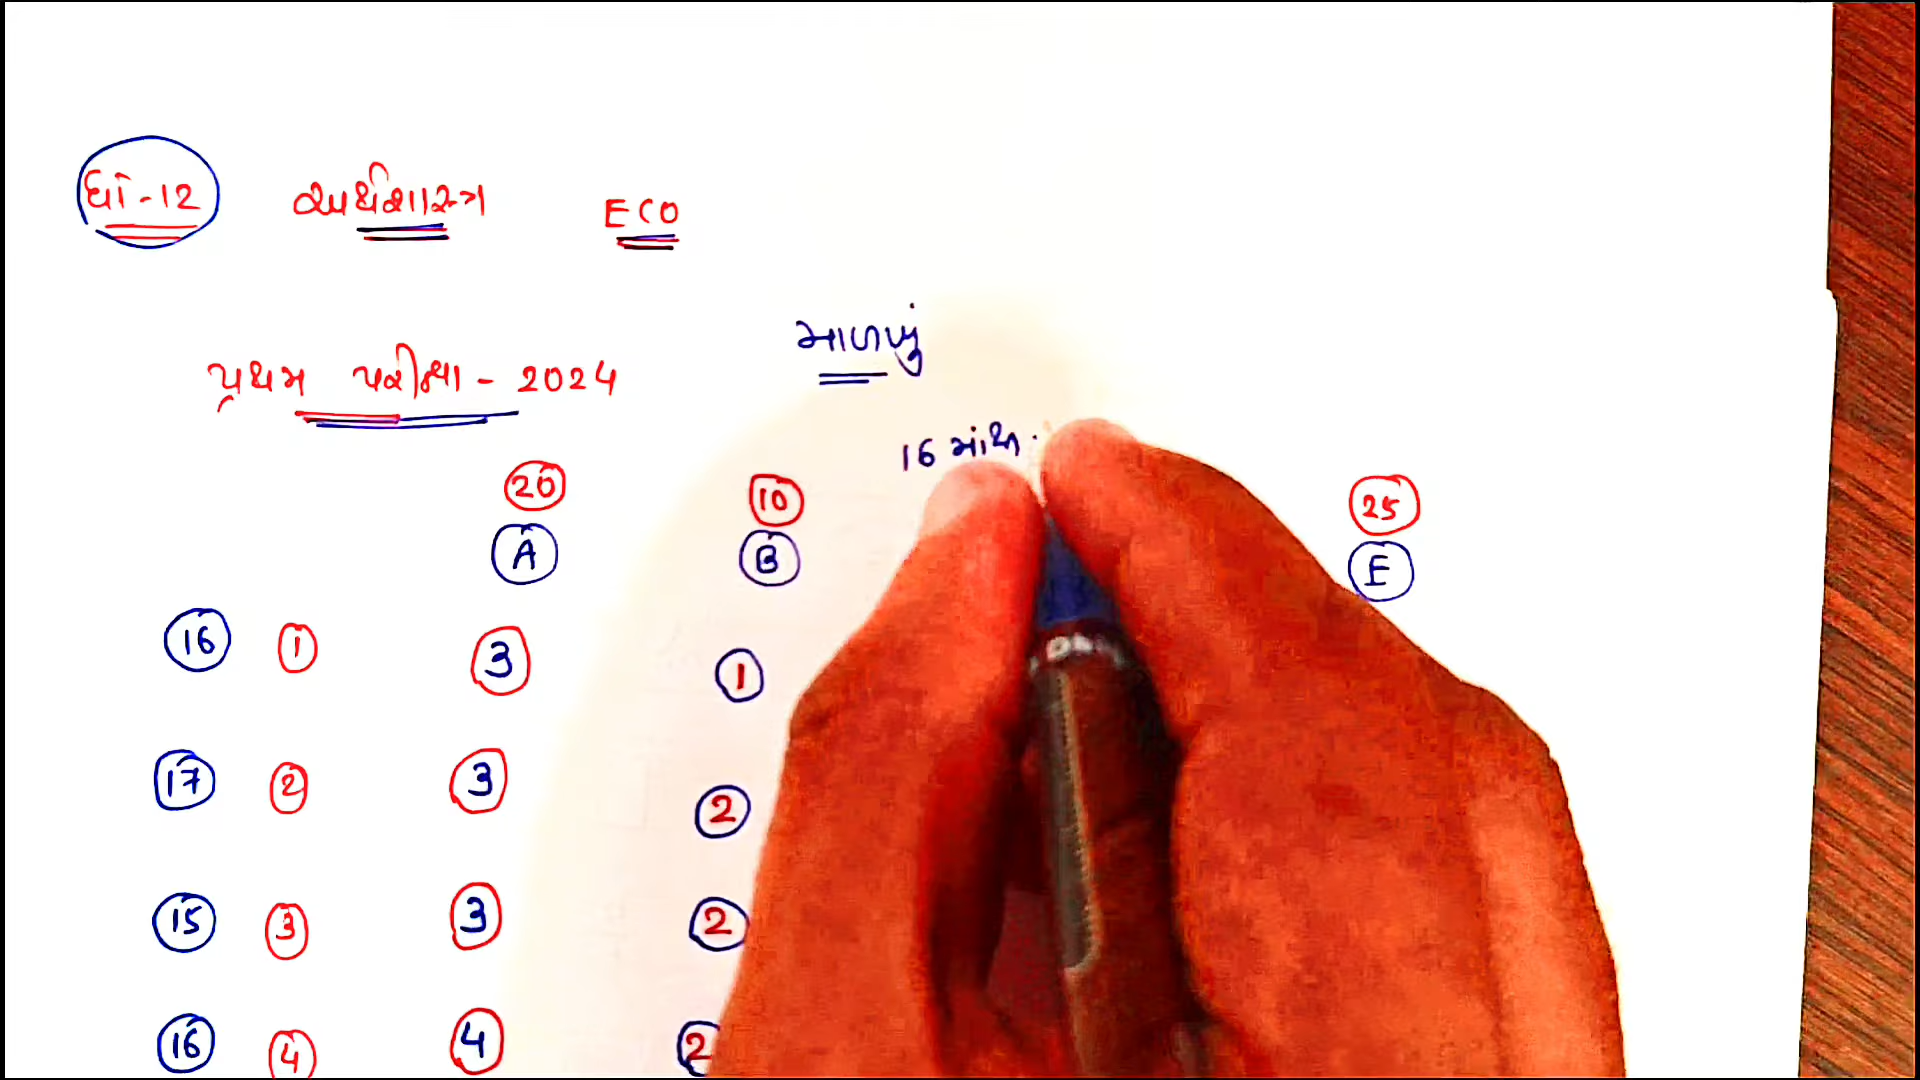 ધો-12 અર્થશાસ્ત્ર ECO
માળખું
પ્રથમ પરીક્ષા - 2024
16 માંથી
20 10 25
A B E
16 1 3 1
17 2 3 2
15 3 3 2
16 4 4 2